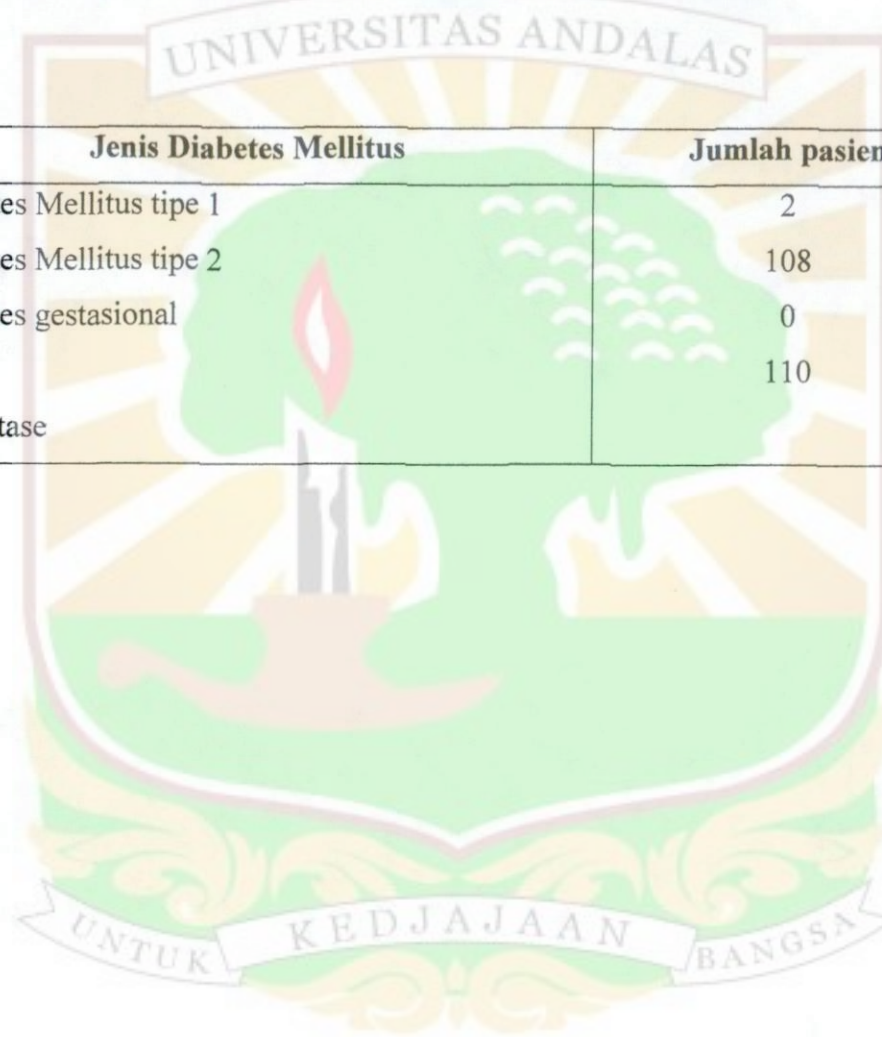 UNIVERSITAS ANDALAS
Jenis Diabetes Mellitus Jumlah pasien
es Mellitus tipe 1 2
es Mellitus tipe 2 108
es gestasional 0
110
tase
UNTUK KEDJAJAAN BANGSA